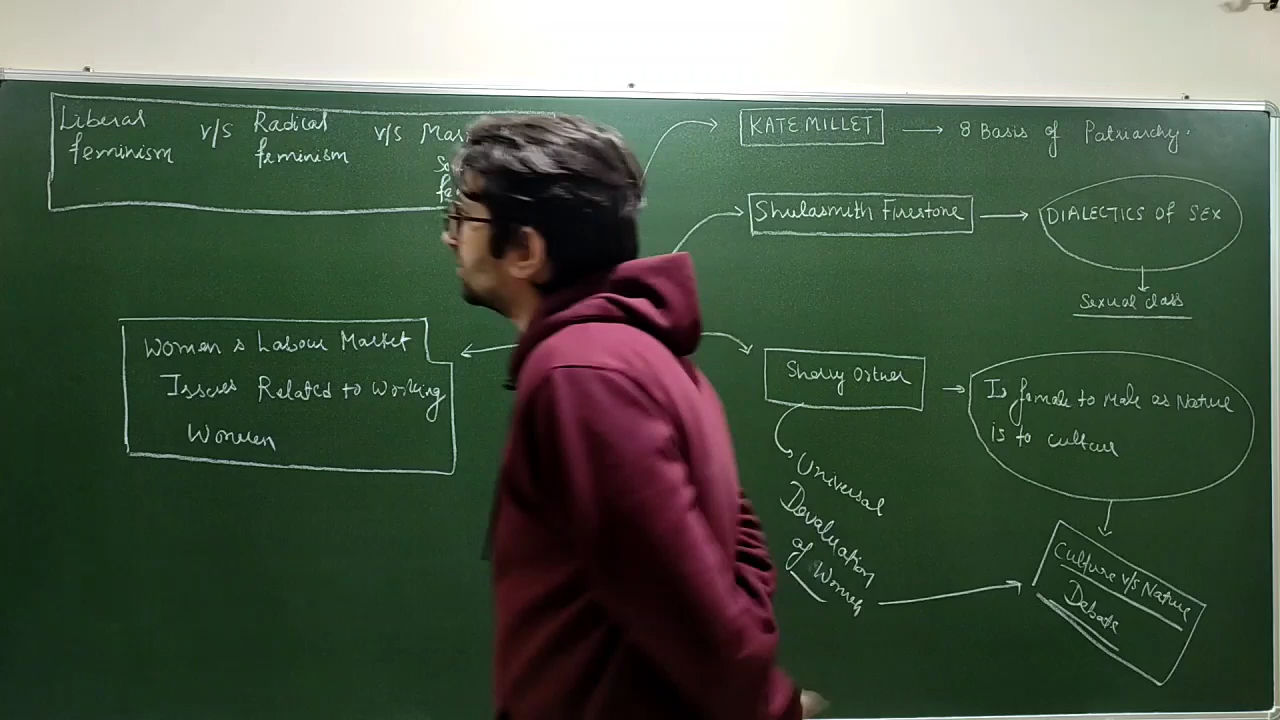 Liberal
feminism
v/s
Radical
feminism
v/s
KATE MILLET
8 Basis of Patriarchy.
Shulasmith Firestone
DIALECTICS OF SEX
Sexual class
Women & Labour Market
Issues Related to Working
Women
Sherry Ortner
Is female to Male as Nature
is to culture
Universal
Devaluation
of Women
Culture v/s Nature
Debate